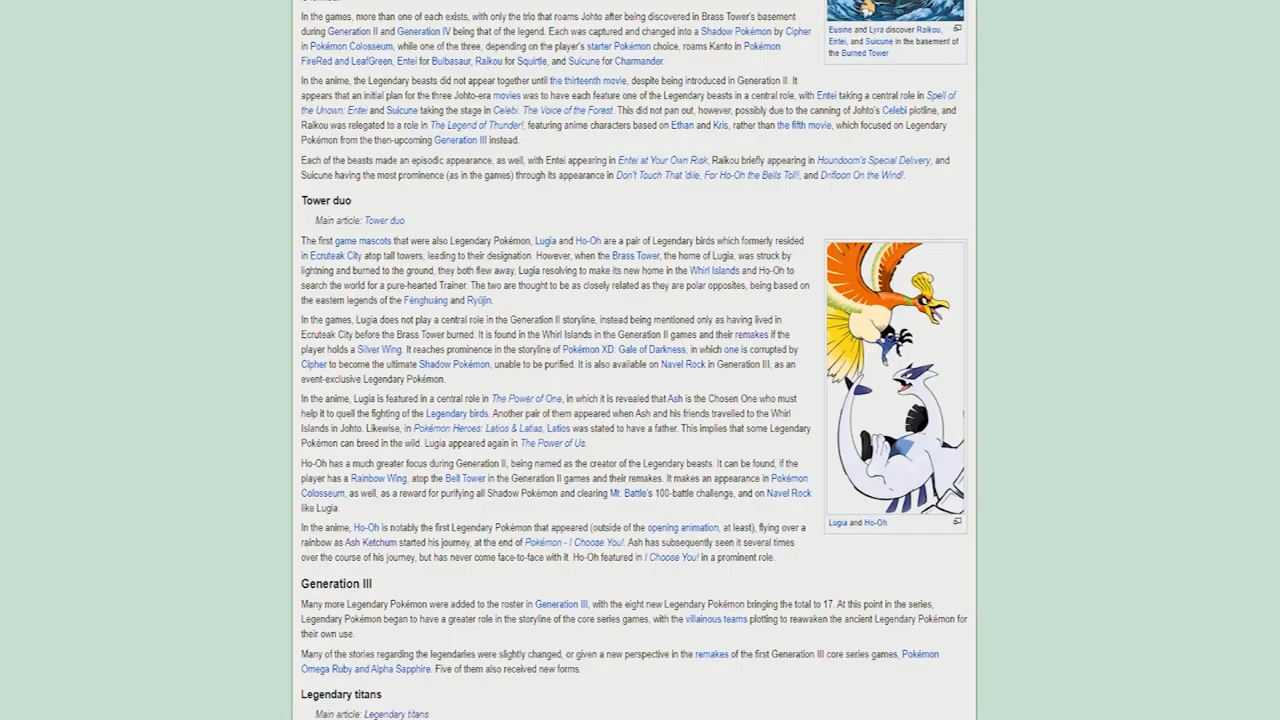 In the games, more than one of each exists, with only the trio that roams Johto after being discovered in Brass Tower's basement
during Generation II and Generation IV being that of the legend. Each was captured and changed into a Shadow Pokémon by Cipher
in Pokémon Colosseum, while one of the three, depending on the player's starter Pokémon choice, roams Kanto in Pokémon
FireRed and LeafGreen, Entei for Bulbasaur, Raikou for Squirtle, and Suicune for Charmander.
Eusine and Lyra discover Raikou,
Entei, and Suicune in the basement of
the Burned Tower
In the anime, the Legendary beasts did not appear together until the thirteenth movie, despite being introduced in Generation II. It
appears that an initial plan for the three Johto-era movies was to have each feature one of the Legendary beasts in a central role, with Entei taking a central role in Spell of
the Unown: Entei and Suicune taking the stage in Celebi: The Voice of the Forest. This did not pan out, however, possibly due to the canning of Johto's Celebi plotline, and
Raikou was relegated to a role in The Legend of Thunder!, featuring anime characters based on Ethan and Kris, rather than the fifth movie, which focused on Legendary
Pokémon from the then-upcoming Generation III instead.
Each of the beasts made an episodic appearance, as well, with Entei appearing in Entei at Your Own Risk, Raikou briefly appearing in Houndoom's Special Delivery, and
Suicune having the most prominence (as in the games) through its appearance in Don't Touch That 'dile, For Ho-Oh the Bells Toll!, and Drifloon On the Wind!.
Tower duo
Main article: Tower duo
The first game mascots that were also Legendary Pokémon, Lugia and Ho-Oh are a pair of Legendary birds which formerly resided
in Ecruteak City atop tall towers, leading to their designation. However, when the Brass Tower, the home of Lugia, was struck by
lightning and burned to the ground, they both flew away, Lugia resolving to make its new home in the Whirl Islands and Ho-Oh to
search the world for a pure-hearted Trainer. The two are thought to be as closely related as they are polar opposites, being based on
the eastern legends of the Fènghuáng and Ryūjin.
In the games, Lugia does not play a central role in the Generation II storyline, instead being mentioned only as having lived in
Ecruteak City before the Brass Tower burned. It is found in the Whirl Islands in the Generation II games and their remakes if the
player holds a Silver Wing. It reaches prominence in the storyline of Pokémon XD: Gale of Darkness, in which one is corrupted by
Cipher to become the ultimate Shadow Pokémon, unable to be purified. It is also available on Navel Rock in Generation III, as an
event-exclusive Legendary Pokémon.
In the anime, Lugia is featured in a central role in The Power of One, in which it is revealed that Ash is the Chosen One who must
help it to quell the fighting of the Legendary birds. Another pair of them appeared when Ash and his friends travelled to the Whirl
Islands in Johto. Likewise, in Pokémon Heroes: Latios & Latias, Latios was stated to have a father. This implies that some Legendary
Pokémon can breed in the wild. Lugia appeared again in The Power of Us.
Ho-Oh has a much greater focus during Generation II, being named as the creator of the Legendary beasts. It can be found, if the
player has a Rainbow Wing, atop the Bell Tower in the Generation II games and their remakes. It makes an appearance in Pokémon
Colosseum, as well, as a reward for purifying all Shadow Pokémon and clearing Mt. Battle's 100-battle challenge, and on Navel Rock
like Lugia.
In the anime, Ho-Oh is notably the first Legendary Pokémon that appeared (outside of the opening animation, at least), flying over a
rainbow as Ash Ketchum started his journey, at the end of Pokémon - I Choose You!. Ash has subsequently seen it several times
over the course of his journey, but has never come face-to-face with it. Ho-Oh featured in I Choose You! in a prominent role.
Lugia and Ho-Oh
Generation III
Many more Legendary Pokémon were added to the roster in Generation III, with the eight new Legendary Pokémon bringing the total to 17. At this point in the series,
Legendary Pokémon began to have a greater role in the storyline of the core series games, with the villainous teams plotting to reawaken the ancient Legendary Pokémon for
their own use.
Many of the stories regarding the legendaries were slightly changed, or given a new perspective in the remakes of the first Generation III core series games, Pokémon
Omega Ruby and Alpha Sapphire. Five of them also received new forms.
Legendary titans
Main article: Legendary titans